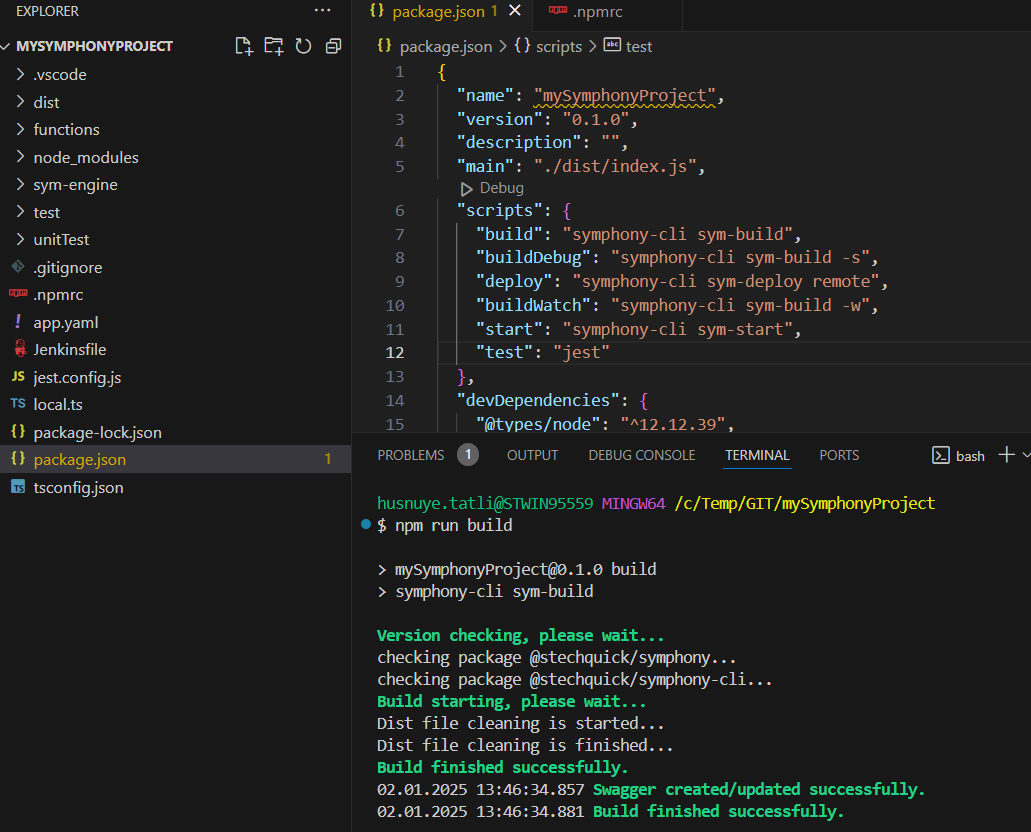 EXPLORER
MYSYMPHONYPROJECT
.vscode
dist
functions
node_modules
sym-engine
test
unitTest
.gitignore
.npmrc
app.yaml
Jenkinsfile
JS jest.config.js
TS local.ts
{} package-lock.json
{} package.json 1
TS tsconfig.json
{} package.json 1 ×
npm .npmrc
{} package.json > {} scripts > abc test
1 {
2 "name": "mySymphonyProject",
3 "version": "0.1.0",
4 "description": "",
5 "main": "./dist/index.js",
Debug
6 "scripts": {
7 "build": "symphony-cli sym-build",
8 "buildDebug": "symphony-cli sym-build -s",
9 "deploy": "symphony-cli sym-deploy remote",
10 "buildWatch": "symphony-cli sym-build -w",
11 "start": "symphony-cli sym-start",
12 "test": "jest"
13 },
14 "devDependencies": {
15 "@types/node": "^12.12.39",
PROBLEMS 1 OUTPUT DEBUG CONSOLE TERMINAL PORTS bash
husnuye.tatli@STWIN95559 MINGW64 /c/Temp/GIT/mySymphonyProject
$ npm run build
> mySymphonyProject@0.1.0 build
> symphony-cli sym-build
Version checking, please wait...
checking package @stechquick/symphony...
checking package @stechquick/symphony-cli...
Build starting, please wait...
Dist file cleaning is started...
Dist file cleaning is finished...
Build finished successfully.
02.01.2025 13:46:34.857 Swagger created/updated successfully.
02.01.2025 13:46:34.881 Build finished successfully.